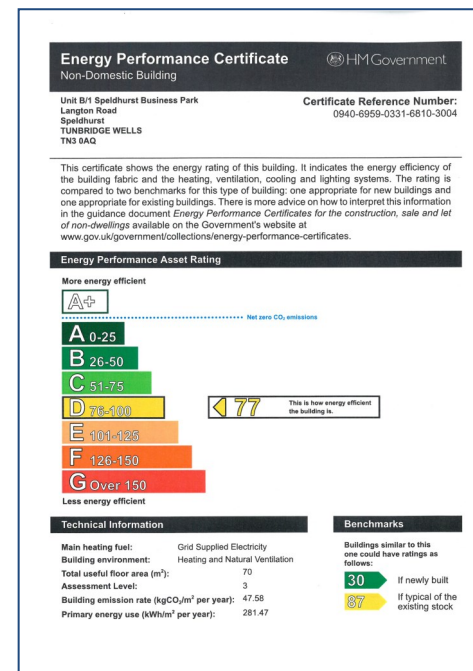 Energy Performance Certificate
HM Government
Non-Domestic Building
Unit B/1 Speldhurst Business Park
Langton Road
Speldhurst
TUNBRIDGE WELLS
TN3 0AQ
Certificate Reference Number:
0940-6959-0331-6810-3004
This certificate shows the energy rating of this building. It indicates the energy efficiency of
the building fabric and the heating, ventilation, cooling and lighting systems. The rating is
compared to two benchmarks for this type of building: one appropriate for new buildings and
one appropriate for existing buildings. There is more advice on how to interpret this information
in the guidance document Energy Performance Certificates for the construction, sale and let
of non-dwellings available on the Government's website at
www.gov.uk/government/collections/energy-performance-certificates.
Energy Performance Asset Rating
More energy efficient
A+
Net zero CO₂ emissions
A 0-25
B 26-50
C 51-75
D 76-100
77
This is how energy efficient
the building is.
E 101-125
F 126-150
G Over 150
Less energy efficient
Technical Information
Main heating fuel: Grid Supplied Electricity
Building environment: Heating and Natural Ventilation
Total useful floor area (m²): 70
Assessment Level: 3
Building emission rate (kgCO₂/m² per year): 47.58
Primary energy use (kWh/m² per year): 281.47
Benchmarks
Buildings similar to this
one could have ratings as
follows:
30 If newly built
87 If typical of the
existing stock